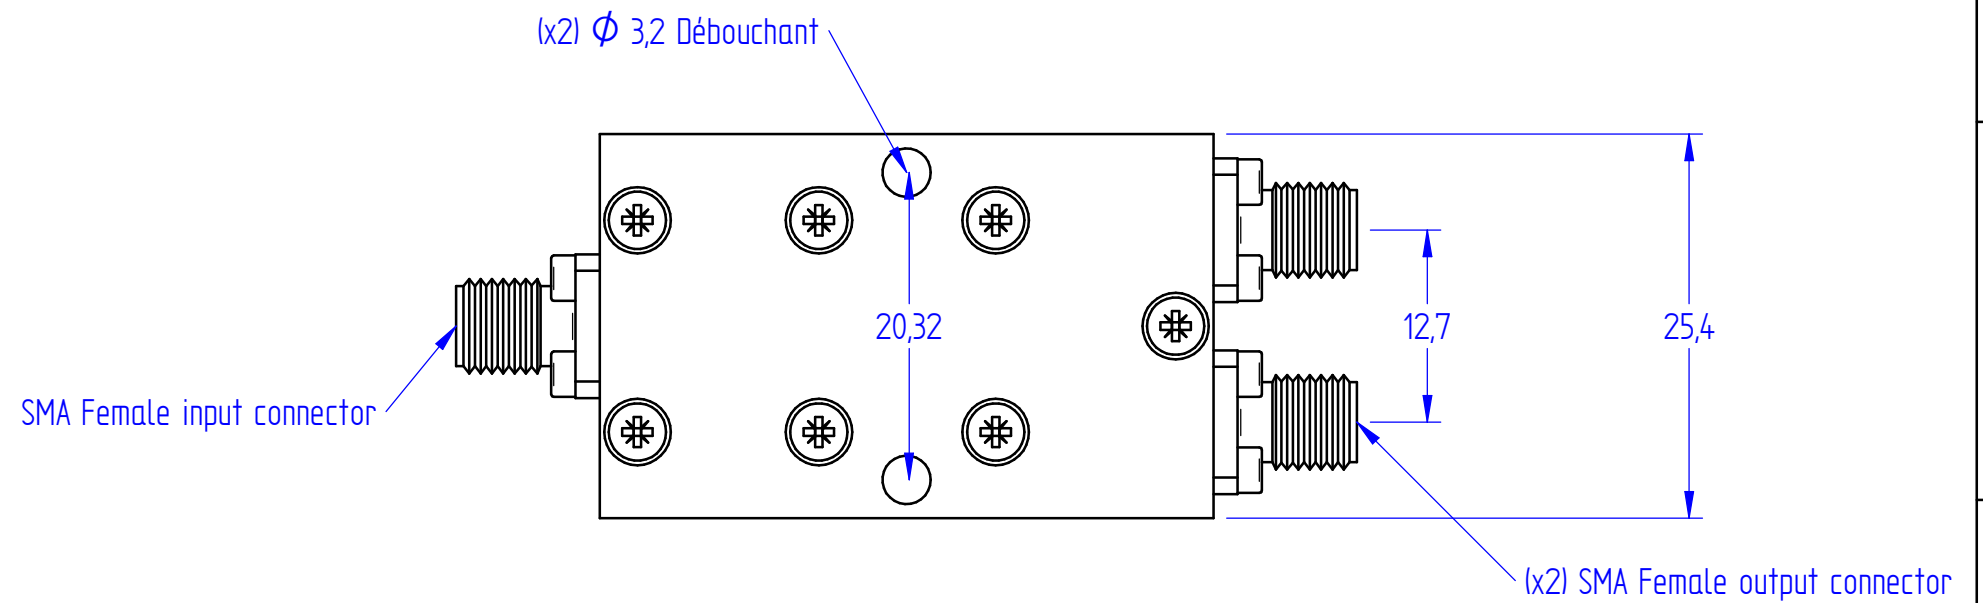 (x2) Ø 3,2 Débouchant
20,32
12,7
25,4
SMA Female input connector
(x2) SMA Female output connector